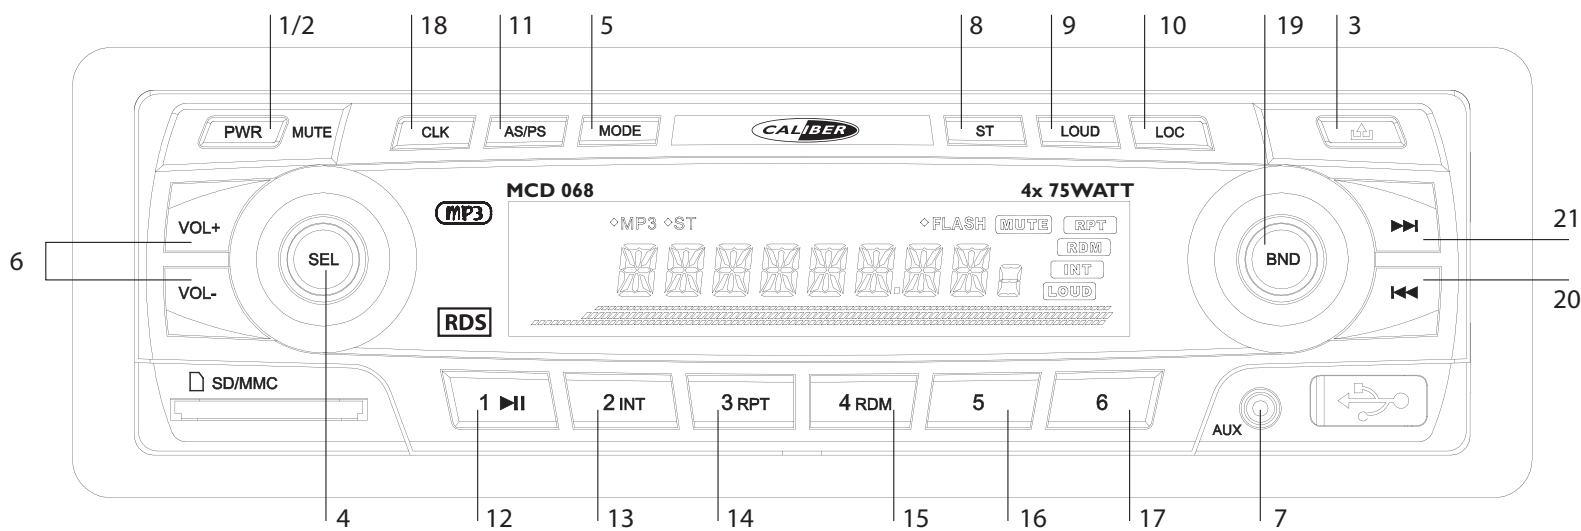 1/2 18 11 5 8 9 10 19 3
PWR MUTE CLK AS/PS MODE CALIBER ST LOUD LOC
MCD 068 4x 75WATT
MP3
MP3 ST FLASH MUTE RPT
VOL+ 21
RDM
6 SEL BND
INT
VOL- LOUD 20
RDS
SD/MMC
1 2 INT 3 RPT 4 RDM 5 6
AUX
4 12 13 14 15 16 17 7